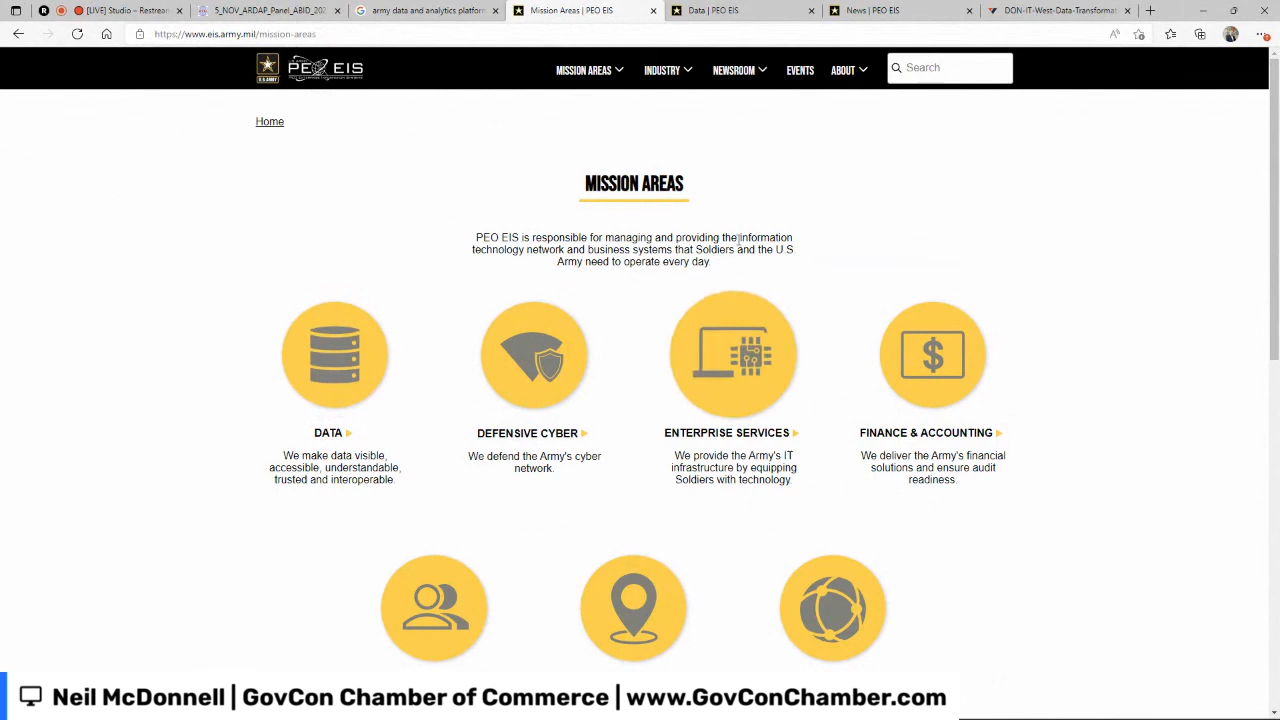 [LIVE] Studio – Restream
5_NOV_ARDAP_Panel_ABID_202
army data and analytics platform
Mission Areas | PEO EIS
Data | PEO EIS
News | PEO EIS
DON-IT-West-Data-Transformat
https://www.eis.army.mil/mission-areas
U.S.ARMY
PEO EIS
MISSION AREAS
INDUSTRY
NEWSROOM
EVENTS
ABOUT
Search
Home
MISSION AREAS
PEO EIS is responsible for managing and providing the information
technology network and business systems that Soldiers and the U.S.
Army need to operate every day.
DATA
We make data visible,
accessible, understandable,
trusted and interoperable.
DEFENSIVE CYBER
We defend the Army's cyber
network.
ENTERPRISE SERVICES
We provide the Army's IT
infrastructure by equipping
Soldiers with technology.
FINANCE & ACCOUNTING
We deliver the Army's financial
solutions and ensure audit
readiness.
Neil McDonnell | GovCon Chamber of Commerce | www.GovConChamber.com